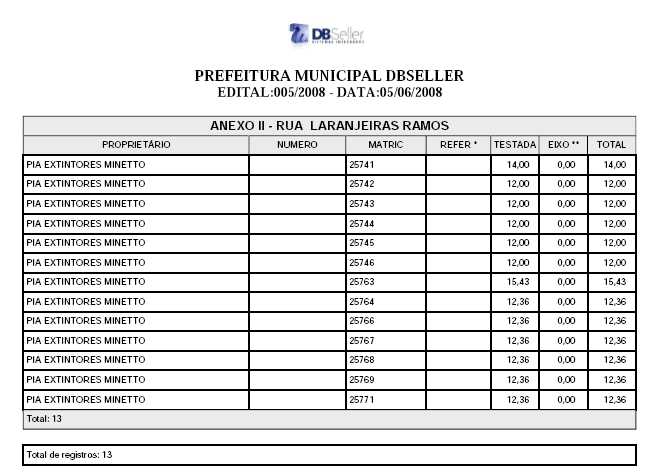 DBSeller
SISTEMAS INTEGRADOS
PREFEITURA MUNICIPAL DBSELLER
EDITAL:005/2008 - DATA:05/06/2008
ANEXO II - RUA LARANJEIRAS RAMOS
PROPRIETÁRIO NUMERO MATRIC REFER * TESTADA EIXO ** TOTAL
PIA EXTINTORES MINETTO 25741 14,00 0,00 14,00
PIA EXTINTORES MINETTO 25742 12,00 0,00 12,00
PIA EXTINTORES MINETTO 25743 12,00 0,00 12,00
PIA EXTINTORES MINETTO 25744 12,00 0,00 12,00
PIA EXTINTORES MINETTO 25745 12,00 0,00 12,00
PIA EXTINTORES MINETTO 25746 12,00 0,00 12,00
PIA EXTINTORES MINETTO 25763 15,43 0,00 15,43
PIA EXTINTORES MINETTO 25764 12,36 0,00 12,36
PIA EXTINTORES MINETTO 25766 12,36 0,00 12,36
PIA EXTINTORES MINETTO 25767 12,36 0,00 12,36
PIA EXTINTORES MINETTO 25768 12,36 0,00 12,36
PIA EXTINTORES MINETTO 25769 12,36 0,00 12,36
PIA EXTINTORES MINETTO 25771 12,36 0,00 12,36
Total: 13
Total de registros: 13